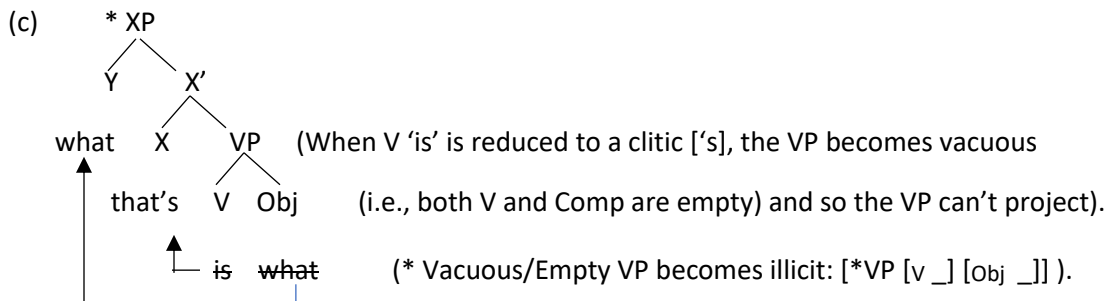 (c) * XP
Y X’
what X VP (When V ‘is’ is reduced to a clitic [‘s], the VP becomes vacuous
that’s V Obj (i.e., both V and Comp are empty) and so the VP can’t project).
is what (* Vacuous/Empty VP becomes illicit: [*VP [V _] [Obj _]] ).